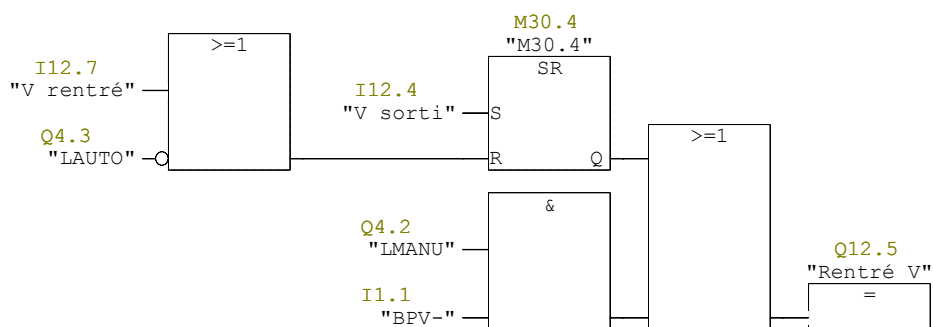 M30.4
>=1
"M30.4"
I12.7
SR
"V rentré"
I12.4
"V sorti"
S
Q4.3
>=1
"LAUTO"
R
Q
&
Q4.2
"LMANU"
Q12.5
"Rentré V"
I1.1
=
"BPV-"